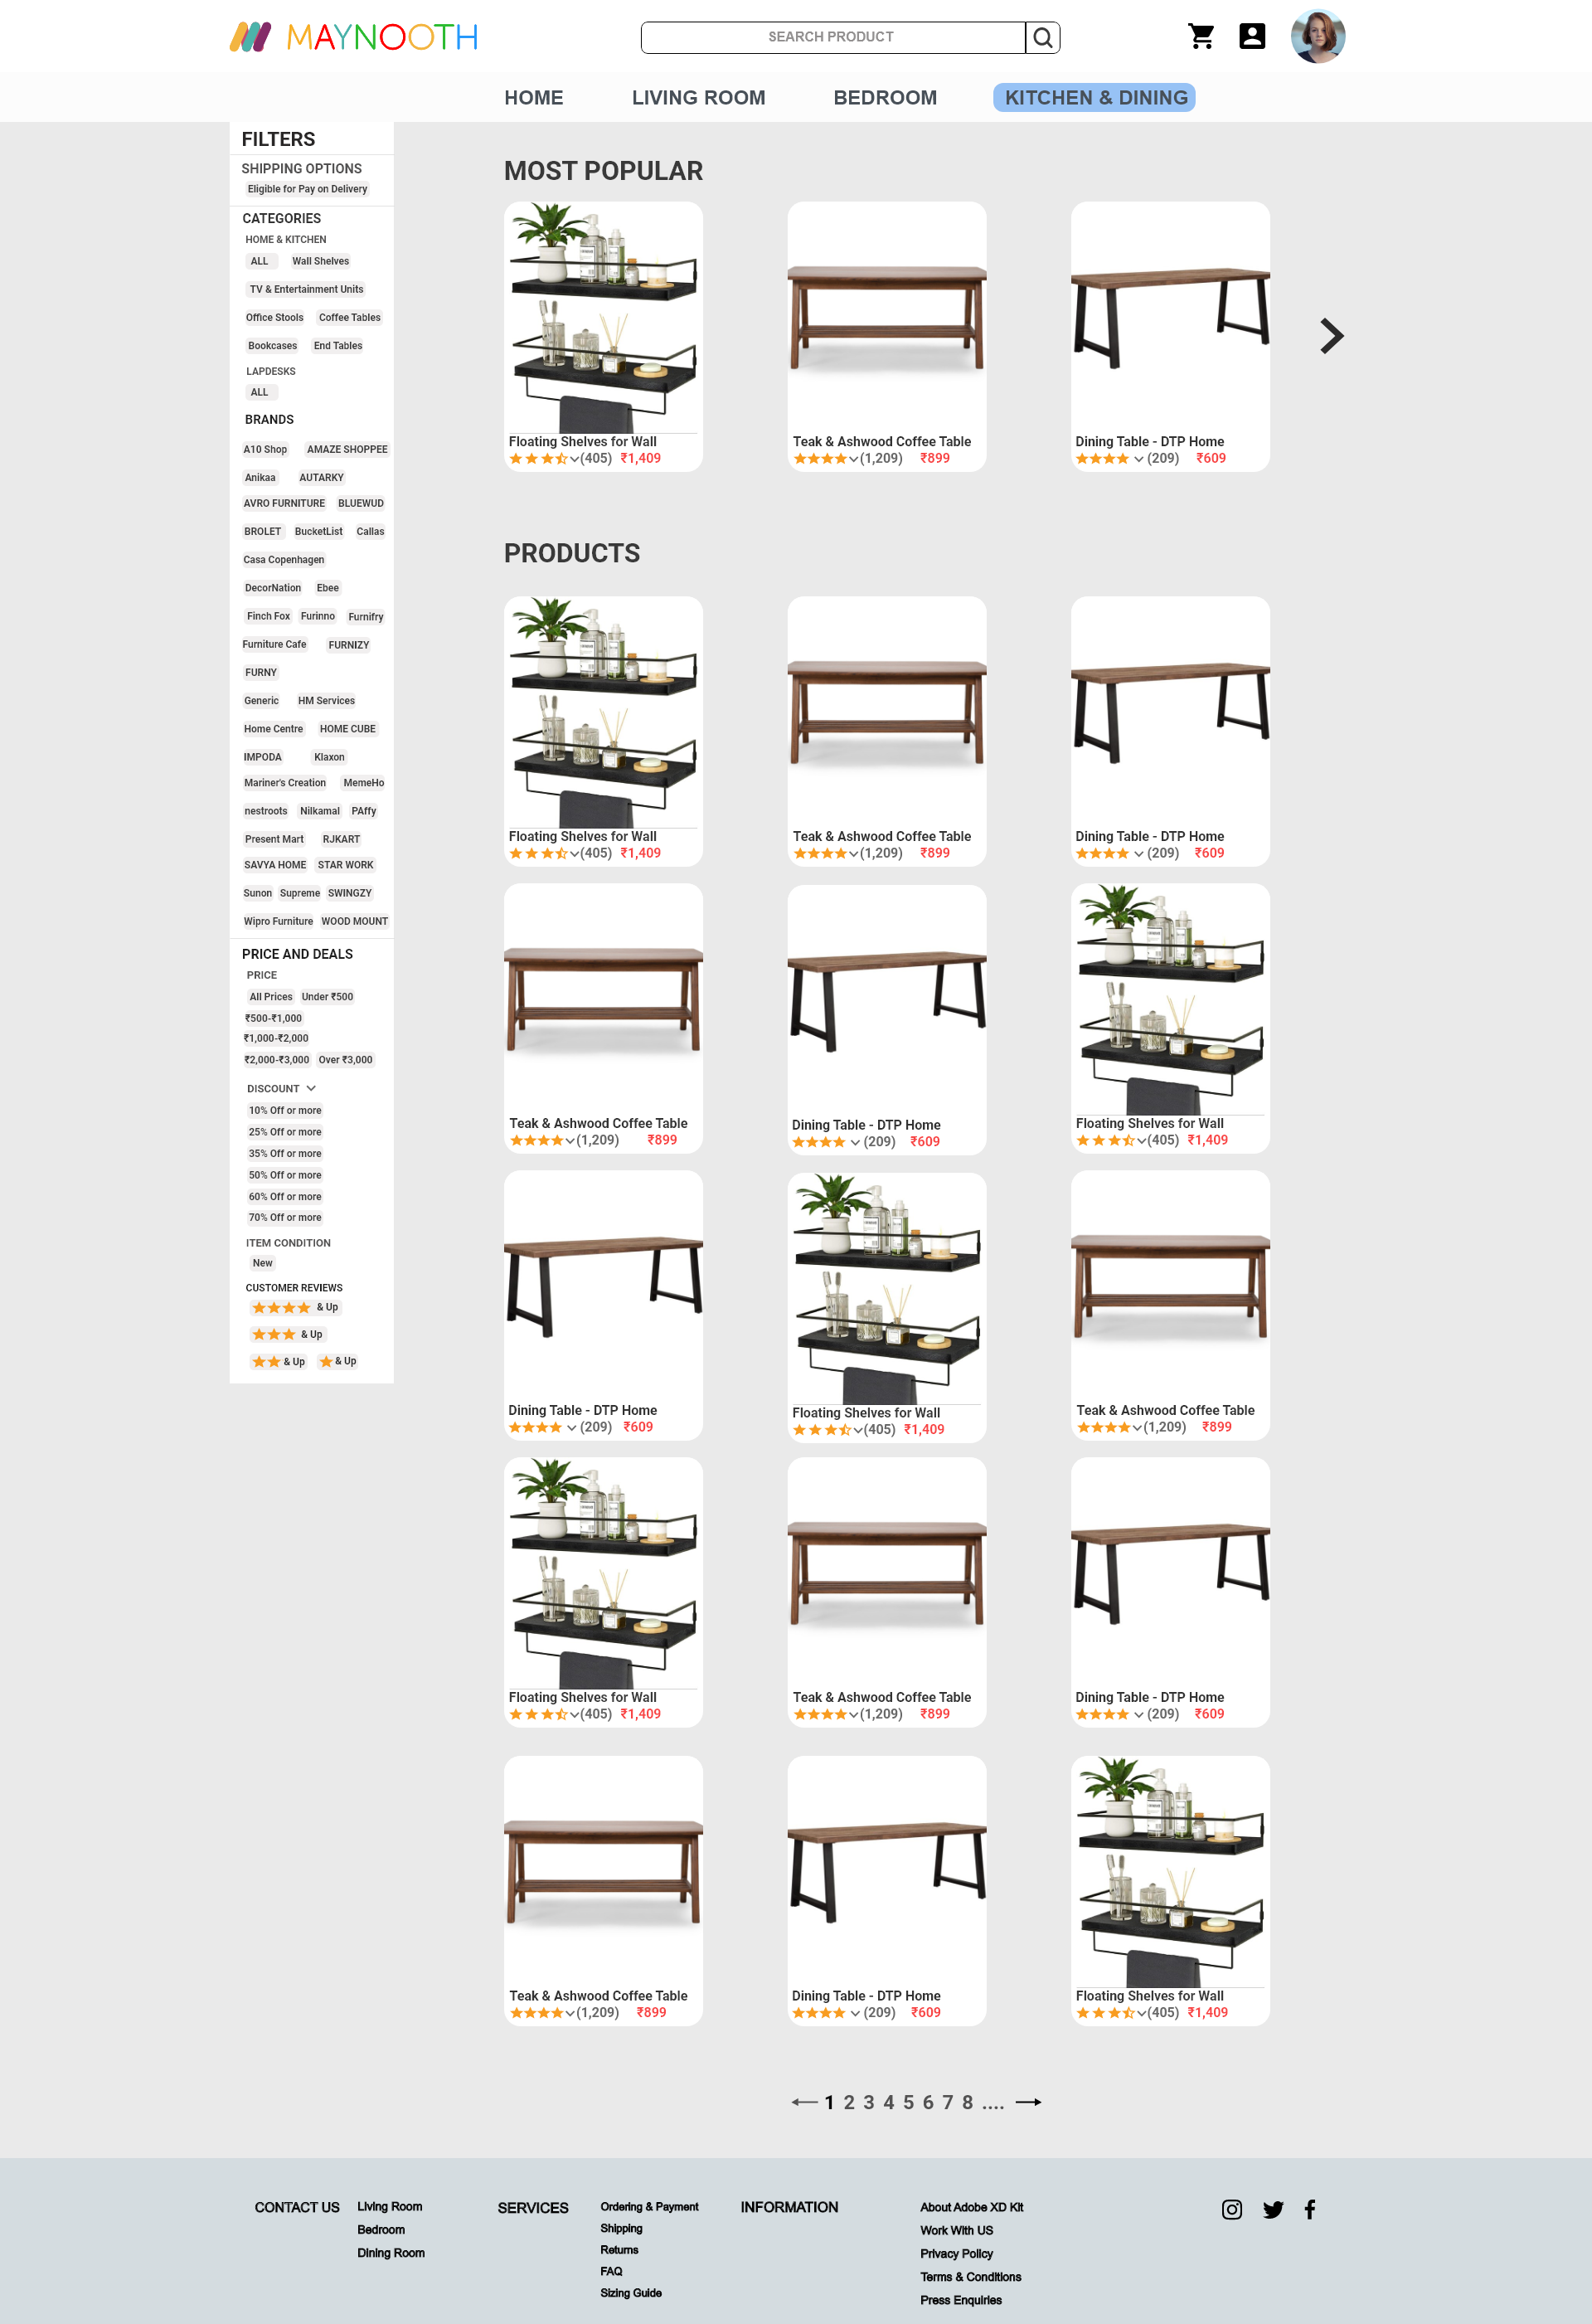 MAYNOOTH
SEARCH PRODUCT
HOME
LIVING ROOM
BEDROOM
KITCHEN & DINING
FILTERS
SHIPPING OPTIONS
Eligible for Pay on Delivery
CATEGORIES
HOME & KITCHEN
ALL Wall Shelves
TV & Entertainment Units
Office Stools Coffee Tables
Bookcases End Tables
LAPDESKS
ALL
BRANDS
A10 Shop AMAZE SHOPPEE
Anikaa AUTARKY
AVRO FURNITURE BLUEWUD
BROLET BucketList Callas
Casa Copenhagen
DecorNation Ebee
Finch Fox Furinno Furnifry
Furniture Cafe FURNIZY
FURNY
Generic HM Services
Home Centre HOME CUBE
IMPODA Klaxon
Mariner's Creation MemeHo
nestroots Nilkamal PAffy
Present Mart RJKART
SAVYA HOME STAR WORK
Sunon Supreme SWINGZY
Wipro Furniture WOOD MOUNT
PRICE AND DEALS
PRICE
All Prices Under ₹500
₹500-₹1,000
₹1,000-₹2,000
₹2,000-₹3,000 Over ₹3,000
DISCOUNT
10% Off or more
25% Off or more
35% Off or more
50% Off or more
60% Off or more
70% Off or more
ITEM CONDITION
New
CUSTOMER REVIEWS
& Up
& Up
& Up & Up
MOST POPULAR
Floating Shelves for Wall
(405) ₹1,409
Teak & Ashwood Coffee Table
(1,209) ₹899
Dining Table - DTP Home
(209) ₹609
PRODUCTS
Floating Shelves for Wall
(405) ₹1,409
Teak & Ashwood Coffee Table
(1,209) ₹899
Dining Table - DTP Home
(209) ₹609
Teak & Ashwood Coffee Table
(1,209) ₹899
Dining Table - DTP Home
(209) ₹609
Floating Shelves for Wall
(405) ₹1,409
Dining Table - DTP Home
(209) ₹609
Floating Shelves for Wall
(405) ₹1,409
Teak & Ashwood Coffee Table
(1,209) ₹899
Floating Shelves for Wall
(405) ₹1,409
Teak & Ashwood Coffee Table
(1,209) ₹899
Dining Table - DTP Home
(209) ₹609
Teak & Ashwood Coffee Table
(1,209) ₹899
Dining Table - DTP Home
(209) ₹609
Floating Shelves for Wall
(405) ₹1,409
1 2 3 4 5 6 7 8 ....
CONTACT US
Living Room
Bedroom
Dining Room
SERVICES
Ordering & Payment
Shipping
Returns
FAQ
Sizing Guide
INFORMATION
About Adobe XD Kit
Work With US
Privacy Policy
Terms & Conditions
Press Enquiries